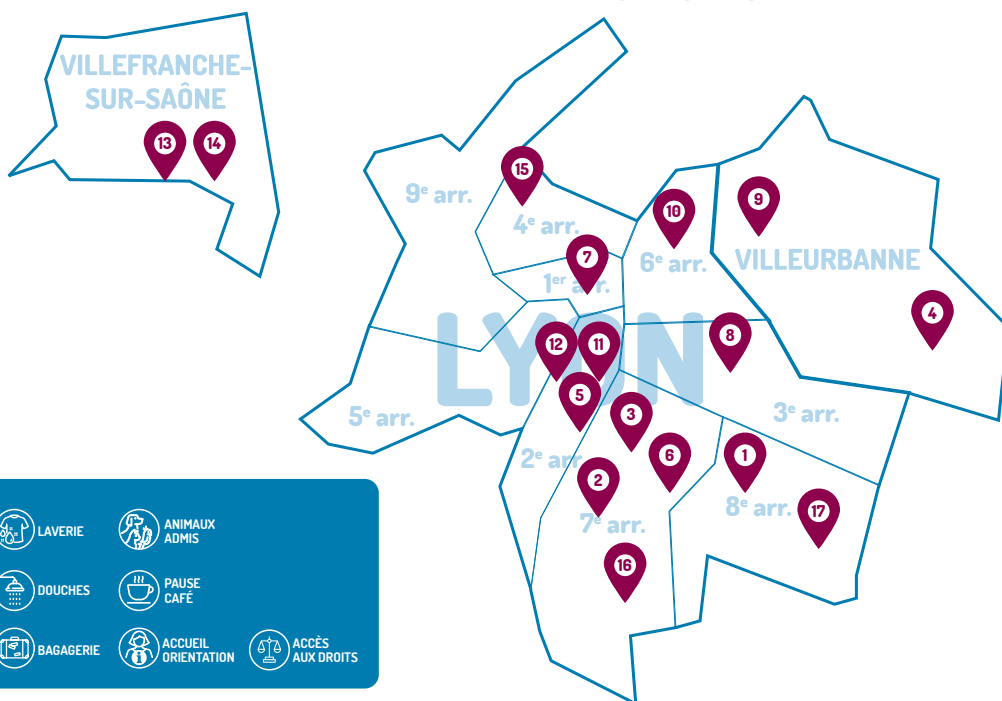 VILLEFRANCHE-
SUR-SAÔNE
13
14
15
9e arr.
4e arr.
10
9
7
6e arr.
VILLEURBANNE
1er arr.
4
LYON
12
11
8
5
3
5e arr.
3e arr.
2e arr.
6
1
2
8e arr.
17
7e arr.
16
LAVERIE
ANIMAUX
ADMIS
DOUCHES
PAUSE
CAFÉ
BAGAGERIE
ACCUEIL
ORIENTATION
ACCÈS
AUX DROITS